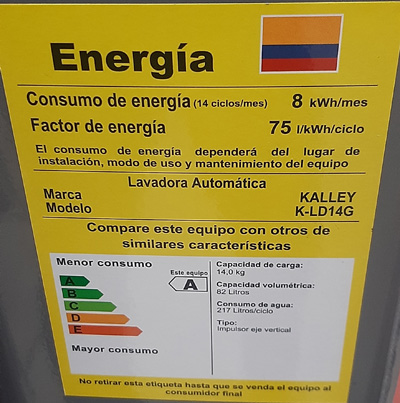 Energía
Consumo de energía (14 ciclos/mes) 8 kWh/mes
Factor de energía 75 l/kWh/ciclo
El consumo de energía dependerá del lugar de
instalación, modo de uso y mantenimiento del equipo
Lavadora Automática
Marca KALLEY
Modelo K-LD14G
Compare este equipo con otros de
similares características
Menor consumo
Este equipo
A
A
B
C
D
E
Mayor consumo
Capacidad de carga:
14,0 kg
Capacidad volumétrica:
82 Litros
Consumo de agua:
217 Litros/ciclo
Tipo:
Impulsor eje vertical
No retirar esta etiqueta hasta que se venda el equipo al
consumidor final